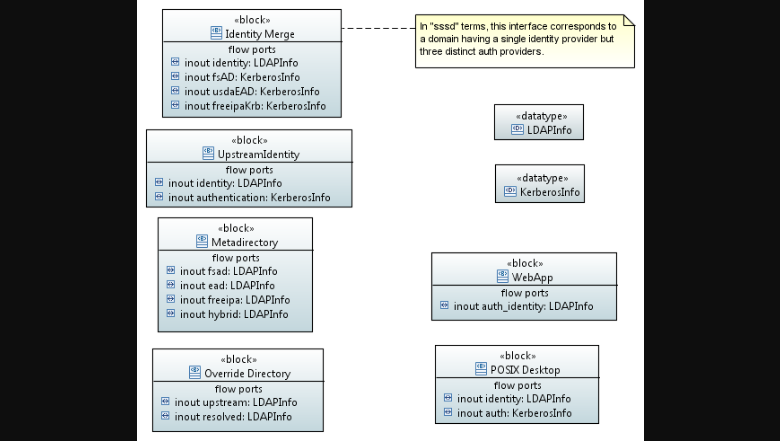 «block»
Identity Merge
flow ports
inout identity: LDAPInfo
inout fsAD: KerberosInfo
inout usdaEAD: KerberosInfo
inout freeipaKrb: KerberosInfo
In "sssd" terms, this interface corresponds to
a domain having a single identity provider but
three distinct auth providers.
«datatype»
LDAPInfo
«block»
UpstreamIdentity
flow ports
inout identity: LDAPInfo
inout authentication: KerberosInfo
«datatype»
KerberosInfo
«block»
Metadirectory
flow ports
inout fsad: LDAPInfo
inout ead: LDAPInfo
inout freeipa: LDAPInfo
inout hybrid: LDAPInfo
«block»
WebApp
flow ports
inout auth_identity: LDAPInfo
«block»
Override Directory
flow ports
inout upstream: LDAPInfo
inout resolved: LDAPInfo
«block»
POSIX Desktop
flow ports
inout identity: LDAPInfo
inout auth: KerberosInfo